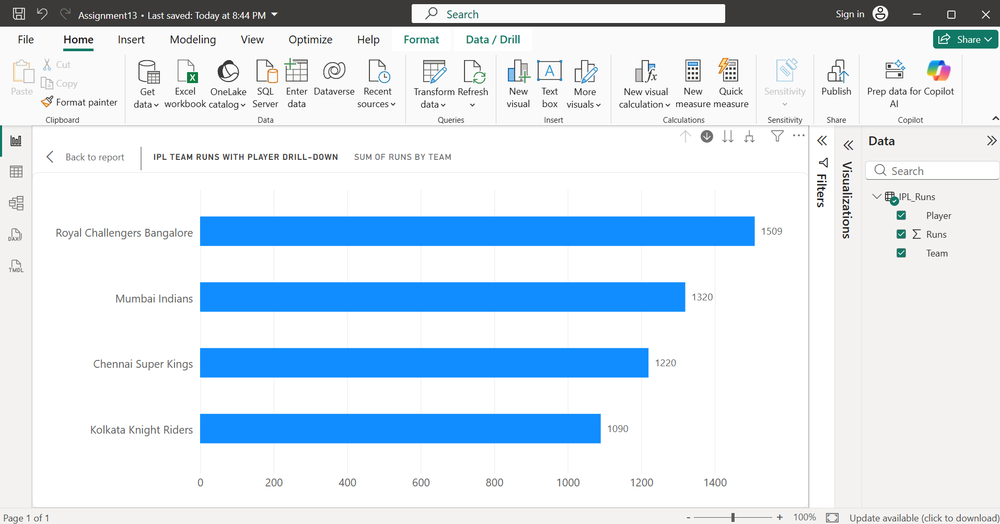 Assignment13 • Last saved: Today at 8:44 PM
Search
Sign in
File Home Insert Modeling View Optimize Help Format Data / Drill
Share
Paste
Cut
Copy
Format painter
Clipboard
Get data
Excel workbook
OneLake catalog
SQL Server
Enter data
Dataverse
Recent sources
Data
Transform data
Refresh
Queries
New visual
Text box
More visuals
Insert
New visual calculation
New measure
Quick measure
Calculations
Sensitivity
Sensitivity
Publish
Share
Prep data for AI
Copilot
Copilot
DAX
TMDL
Back to report
IPL TEAM RUNS WITH PLAYER DRILL-DOWN
SUM OF RUNS BY TEAM
Royal Challengers Bangalore 1509
Mumbai Indians 1320
Chennai Super Kings 1220
Kolkata Knight Riders 1090
0 200 400 600 800 1000 1200 1400
Filters
Visualizations
Data
Search
IPL_Runs
Player
Σ Runs
Team
Page 1 of 1
- + 100%
Update available (click to download)